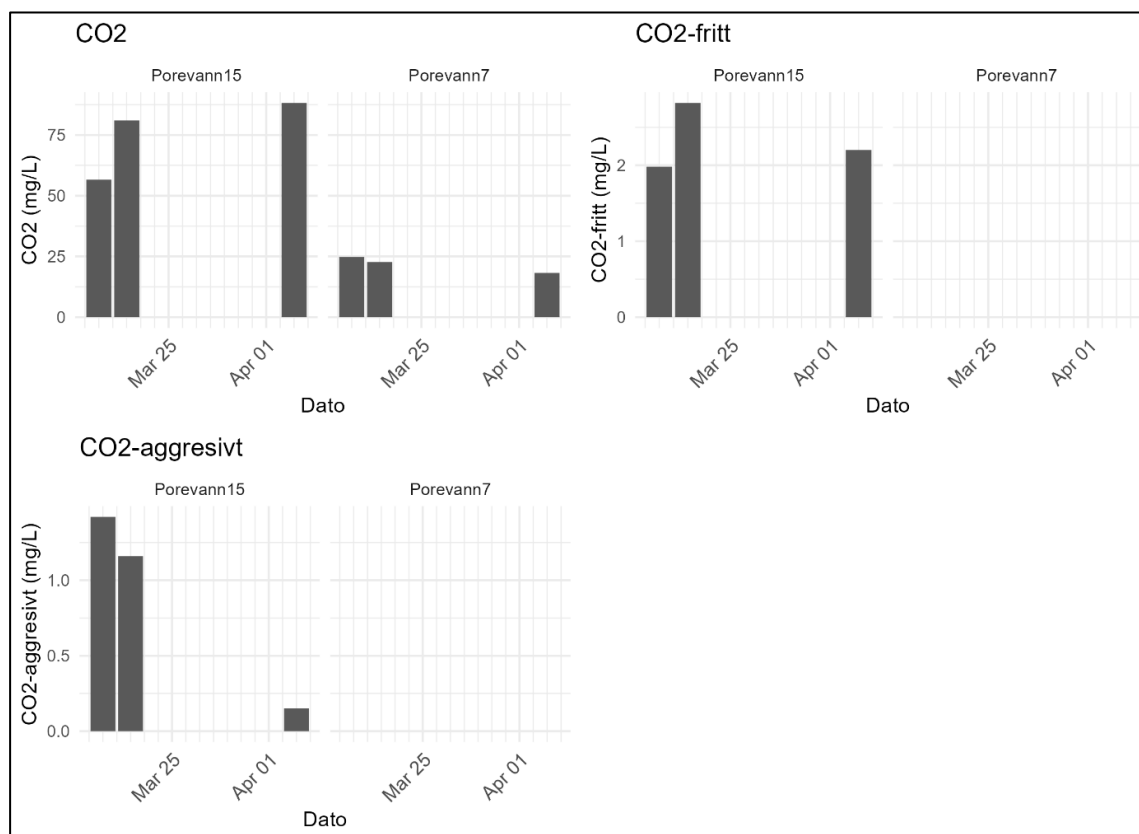 CO2
Porevann15 Porevann7
CO2 (mg/L)
75
50
25
0
Mar 25 Apr 01 Mar 25 Apr 01
Dato
CO2-fritt
Porevann15 Porevann7
CO2-fritt (mg/L)
2
1
0
Mar 25 Apr 01 Mar 25 Apr 01
Dato
CO2-aggresivt
Porevann15 Porevann7
CO2-aggresivt (mg/L)
1.0
0.5
0.0
Mar 25 Apr 01 Mar 25 Apr 01
Dato